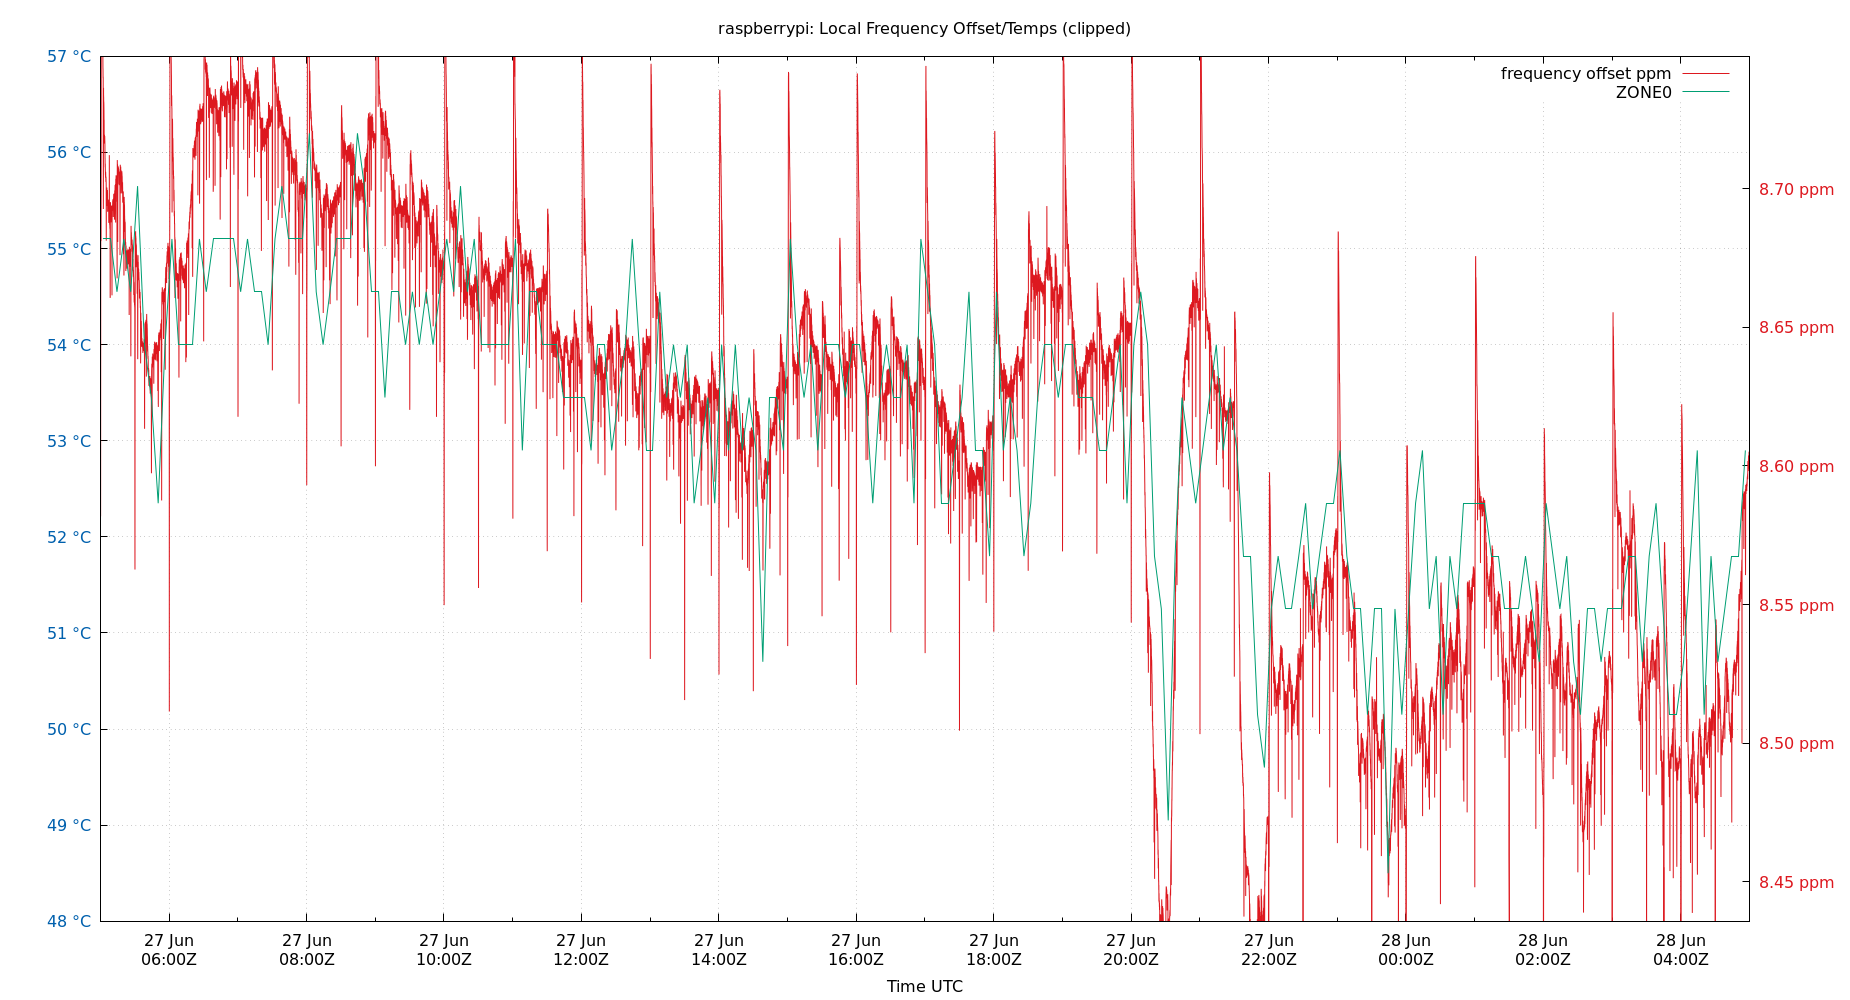 raspberrypi: Local Frequency Offset/Temps (clipped)
frequency offset ppm
ZONE0
57 °C
56 °C
55 °C
54 °C
53 °C
52 °C
51 °C
50 °C
49 °C
48 °C
8.70 ppm
8.65 ppm
8.60 ppm
8.55 ppm
8.50 ppm
8.45 ppm
27 Jun 27 Jun 27 Jun 27 Jun 27 Jun 27 Jun 27 Jun 27 Jun 27 Jun 28 Jun 28 Jun 28 Jun
06:00Z 08:00Z 10:00Z 12:00Z 14:00Z 16:00Z 18:00Z 20:00Z 22:00Z 00:00Z 02:00Z 04:00Z
Time UTC